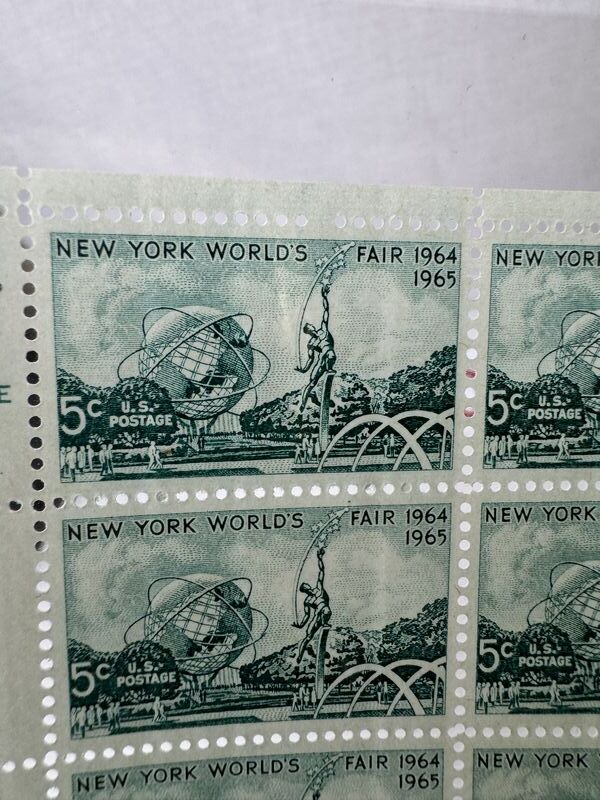 NEW YORK WORLD'S FAIR 1964
1965
5c U.S. POSTAGE
NEW YOR
5c U.S. POSTAGE
E
NEW YORK WORLD'S FAIR 1964
1965
5c U.S. POSTAGE
NEW YORK
5c U.S. POSTAGE
NEW YORK WORLD'S FAIR 1964
1965
NEW YORK